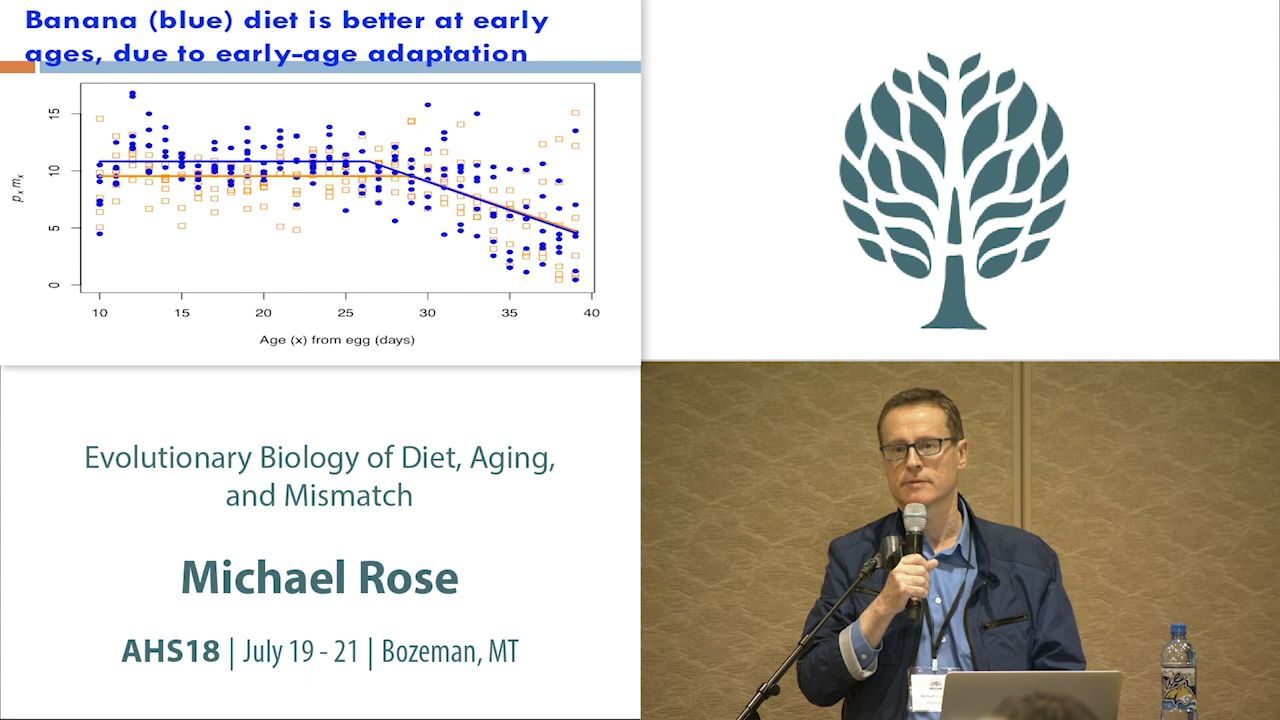 Banana (blue) diet is better at early
ages, due to early-age adaptation
15
10
5
0
pₓ mₓ
10 15 20 25 30 35 40
Age (x) from egg (days)
Evolutionary Biology of Diet, Aging,
and Mismatch
Michael Rose
AHS18 | July 19 - 21 | Bozeman, MT